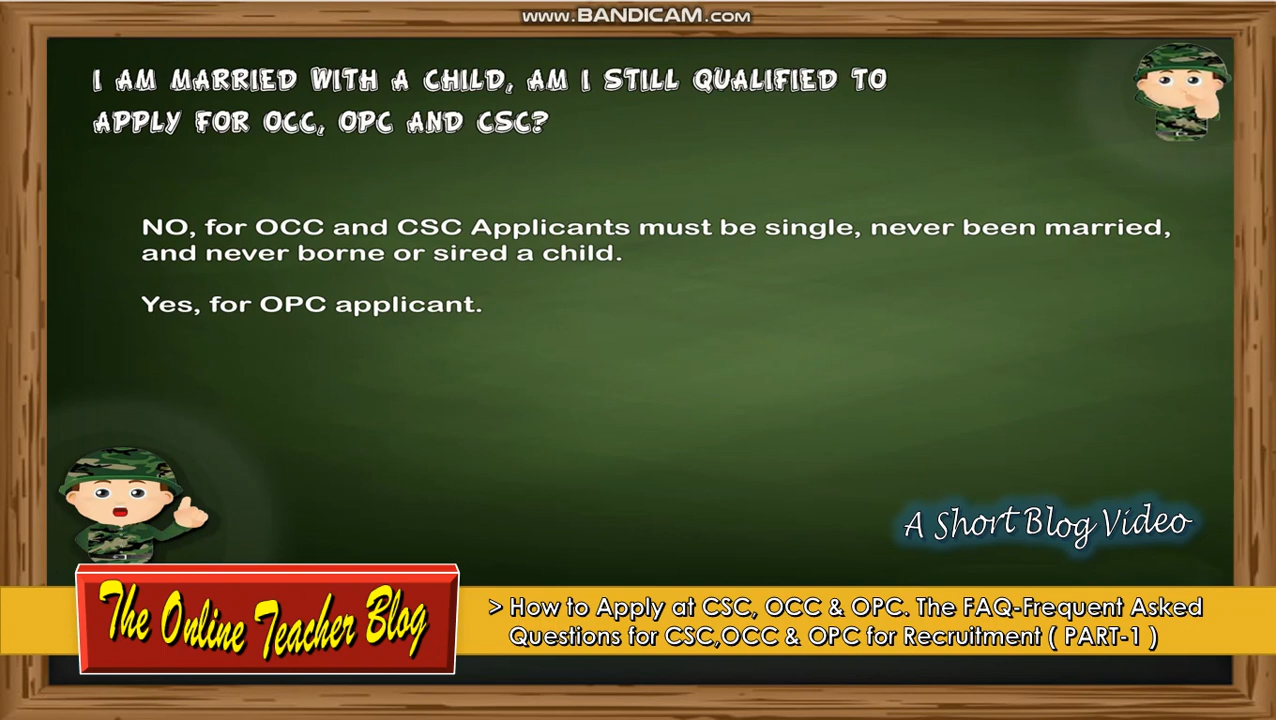 www.BANDICAM.com
I AM MARRIED WITH A CHILD, AM I STILL QUALIFIED TO
APPLY FOR OCC, OPC AND CSC?
NO, for OCC and CSC Applicants must be single, never been married,
and never borne or sired a child.
Yes, for OPC applicant.
A Short Blog Video
The Online Teacher Blog
> How to Apply at CSC, OCC & OPC. The FAQ-Frequent Asked
Questions for CSC,OCC & OPC for Recruitment ( PART-1 )